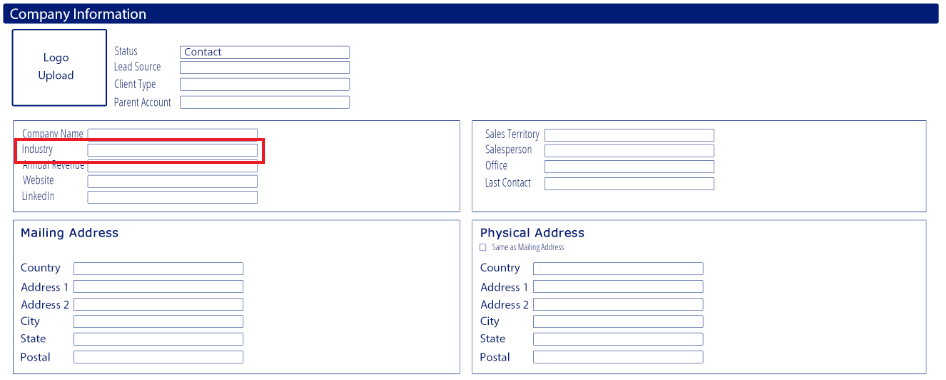 Company Information
Logo
Upload
Status Contact
Lead Source
Client Type
Parent Account
Company Name
Industry
Annual Revenue
Website
LinkedIn
Sales Territory
Salesperson
Office
Last Contact
Mailing Address
Country
Address 1
Address 2
City
State
Postal
Physical Address
Same as Mailing Address
Country
Address 1
Address 2
City
State
Postal